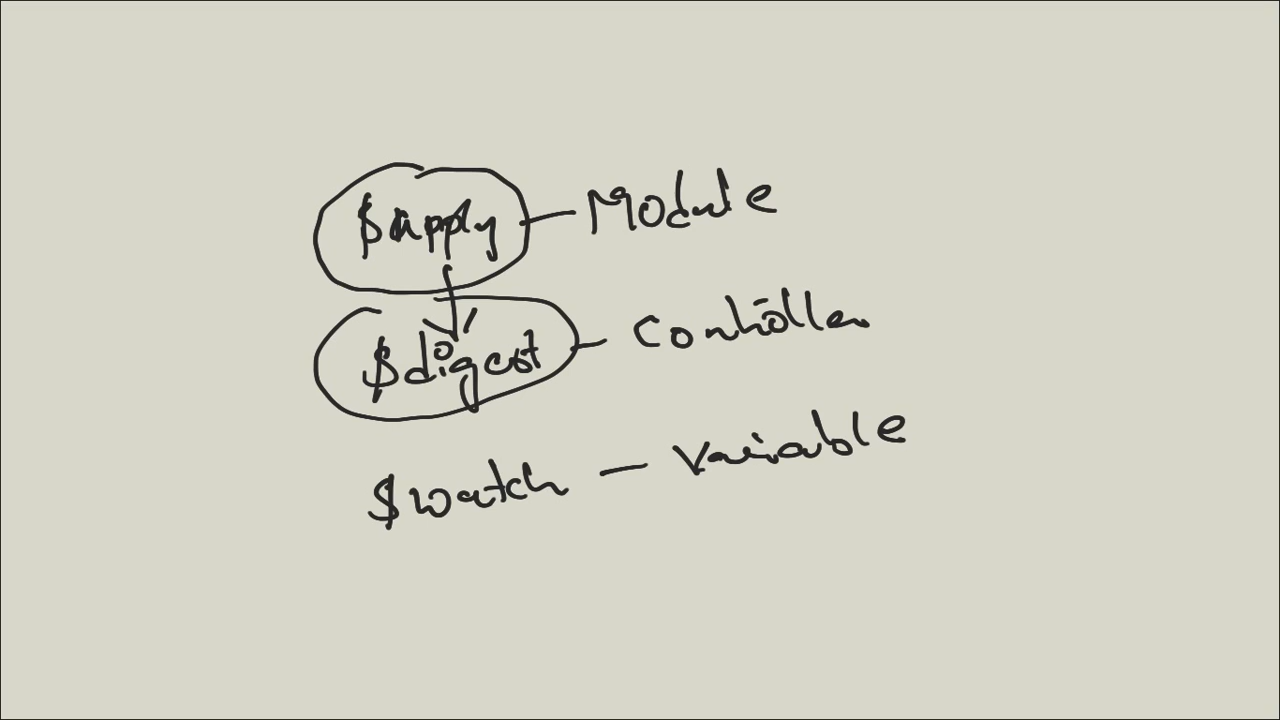 $apply - Module
$digest - Controller
$watch - Variable